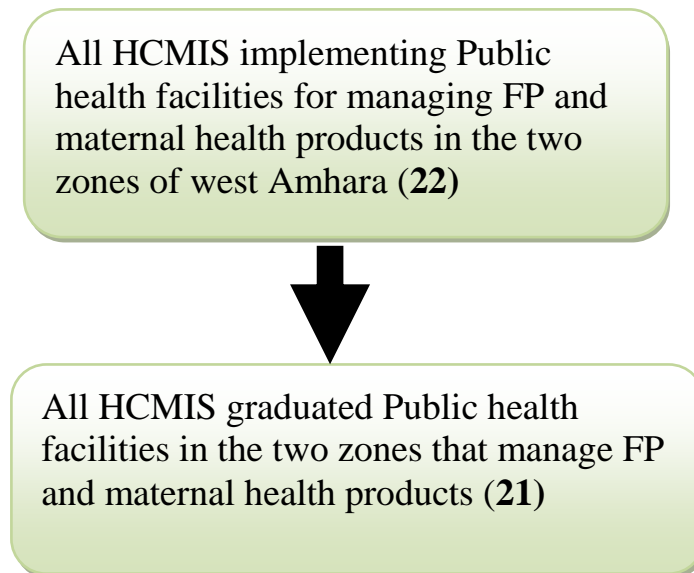 All HCMIS implementing Public
health facilities for managing FP and
maternal health products in the two
zones of west Amhara (22)
All HCMIS graduated Public health
facilities in the two zones that manage FP
and maternal health products (21)